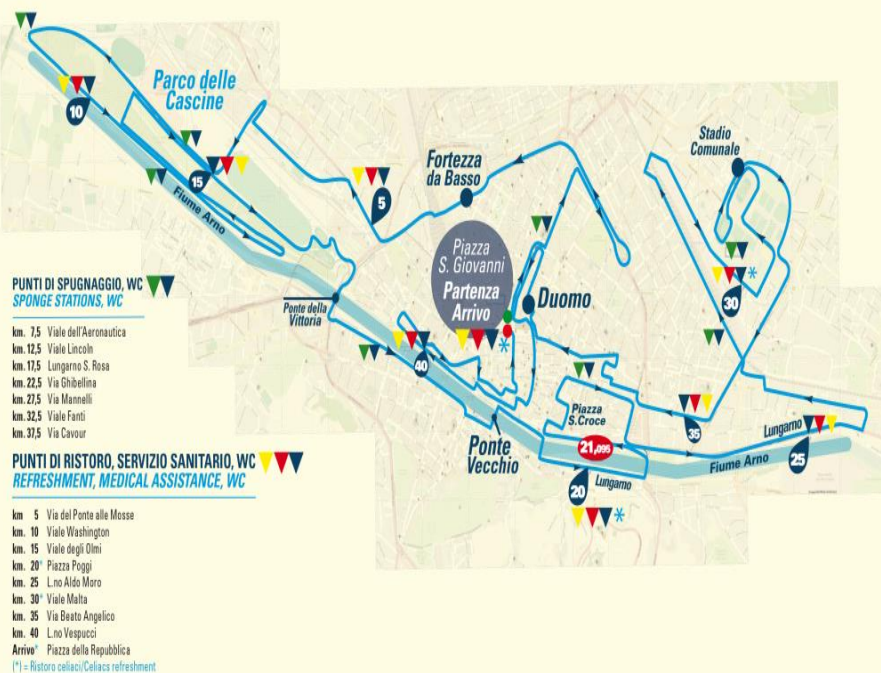 Parco delle
Cascine
10
15
Fiume Arno
5
Fortezza
da Basso
Stadio
Comunale
Piazza
S. Giovanni
Partenza
Arrivo
Duomo
*
30
*
Ponte della
Vittoria
40
Piazza
S.Croce
35
Ponte
Vecchio
21,095
Lungarno
25
Fiume Arno
20
Lungarno
*
PUNTI DI SPUGNAGGIO, WC
SPONGE STATIONS, WC
km. 7,5 Viale dell'Aeronautica
km. 12,5 Viale Lincoln
km. 17,5 Lungarno S. Rosa
km. 22,5 Via Ghibellina
km. 27,5 Via Mannelli
km. 32,5 Viale Fanti
km. 37,5 Via Cavour
PUNTI DI RISTORO, SERVIZIO SANITARIO, WC
REFRESHMENT, MEDICAL ASSISTANCE, WC
km 5 Via del Ponte alle Mosse
km. 10 Viale Washington
km. 15 Viale degli Olmi
km. 20* Piazza Poggi
km. 25 L.no Aldo Moro
km. 30* Viale Malta
km. 35 Via Beato Angelico
km. 40 L.no Vespucci
Arrivo* Piazza della Repubblica
(*) = Ristoro celiaci/Celiacs refreshment